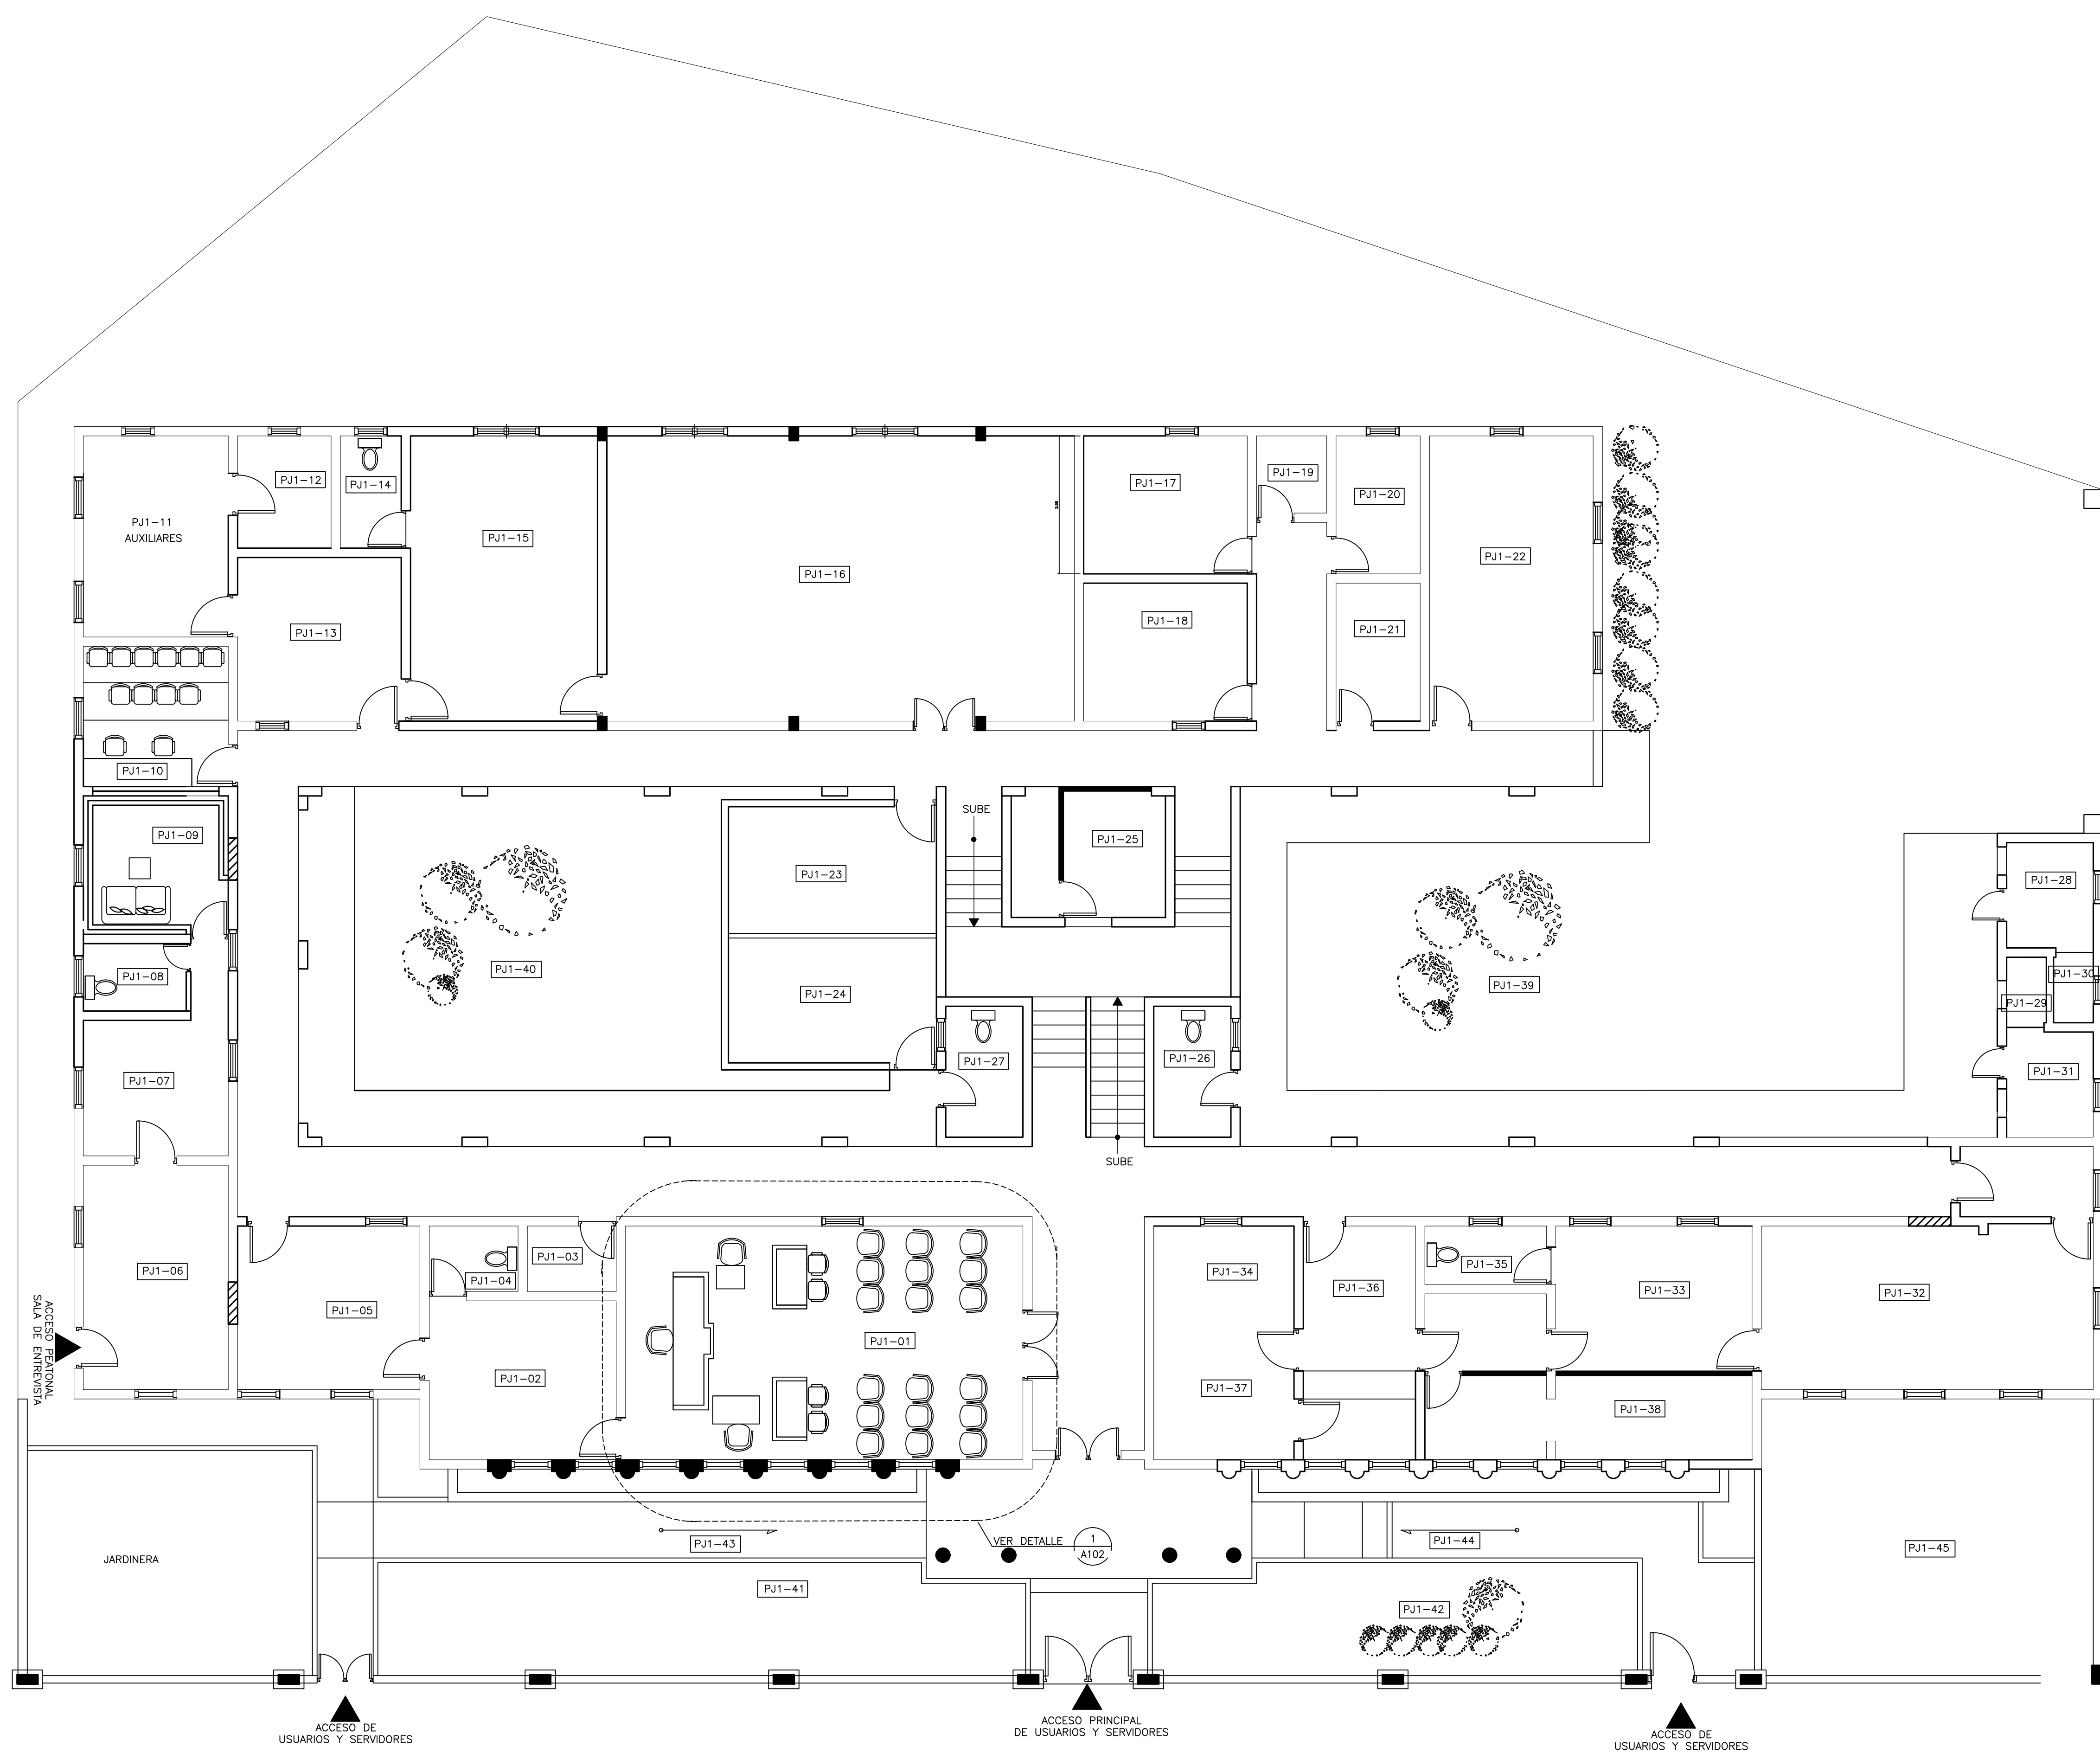 PJ1-12
PJ1-14
PJ1-19
PJ1-17
PJ1-20
PJ1-11
AUXILIARES
PJ1-15
PJ1-16
PJ1-22
PJ1-13
PJ1-18
PJ1-21
PJ1-10
SUBE
PJ1-09
PJ1-25
PJ1-23
PJ1-28
PJ1-40
PJ1-08
PJ1-39
PJ1-30
PJ1-24
PJ1-29
PJ1-27
PJ1-26
PJ1-07
PJ1-31
SUBE
PJ1-03
PJ1-04
PJ1-06
PJ1-34
PJ1-35
PJ1-36
PJ1-33
PJ1-32
PJ1-05
PJ1-01
ACCESO PEATONAL
SALA DE ENTREVISTA
PJ1-02
PJ1-37
PJ1-38
PJ1-43
VER DETALLE
1
A102
PJ1-44
PJ1-45
JARDINERA
PJ1-41
PJ1-42
ACCESO DE
USUARIOS Y SERVIDORES
ACCESO PRINCIPAL
DE USUARIOS Y SERVIDORES
ACCESO DE
USUARIOS Y SERVIDORES